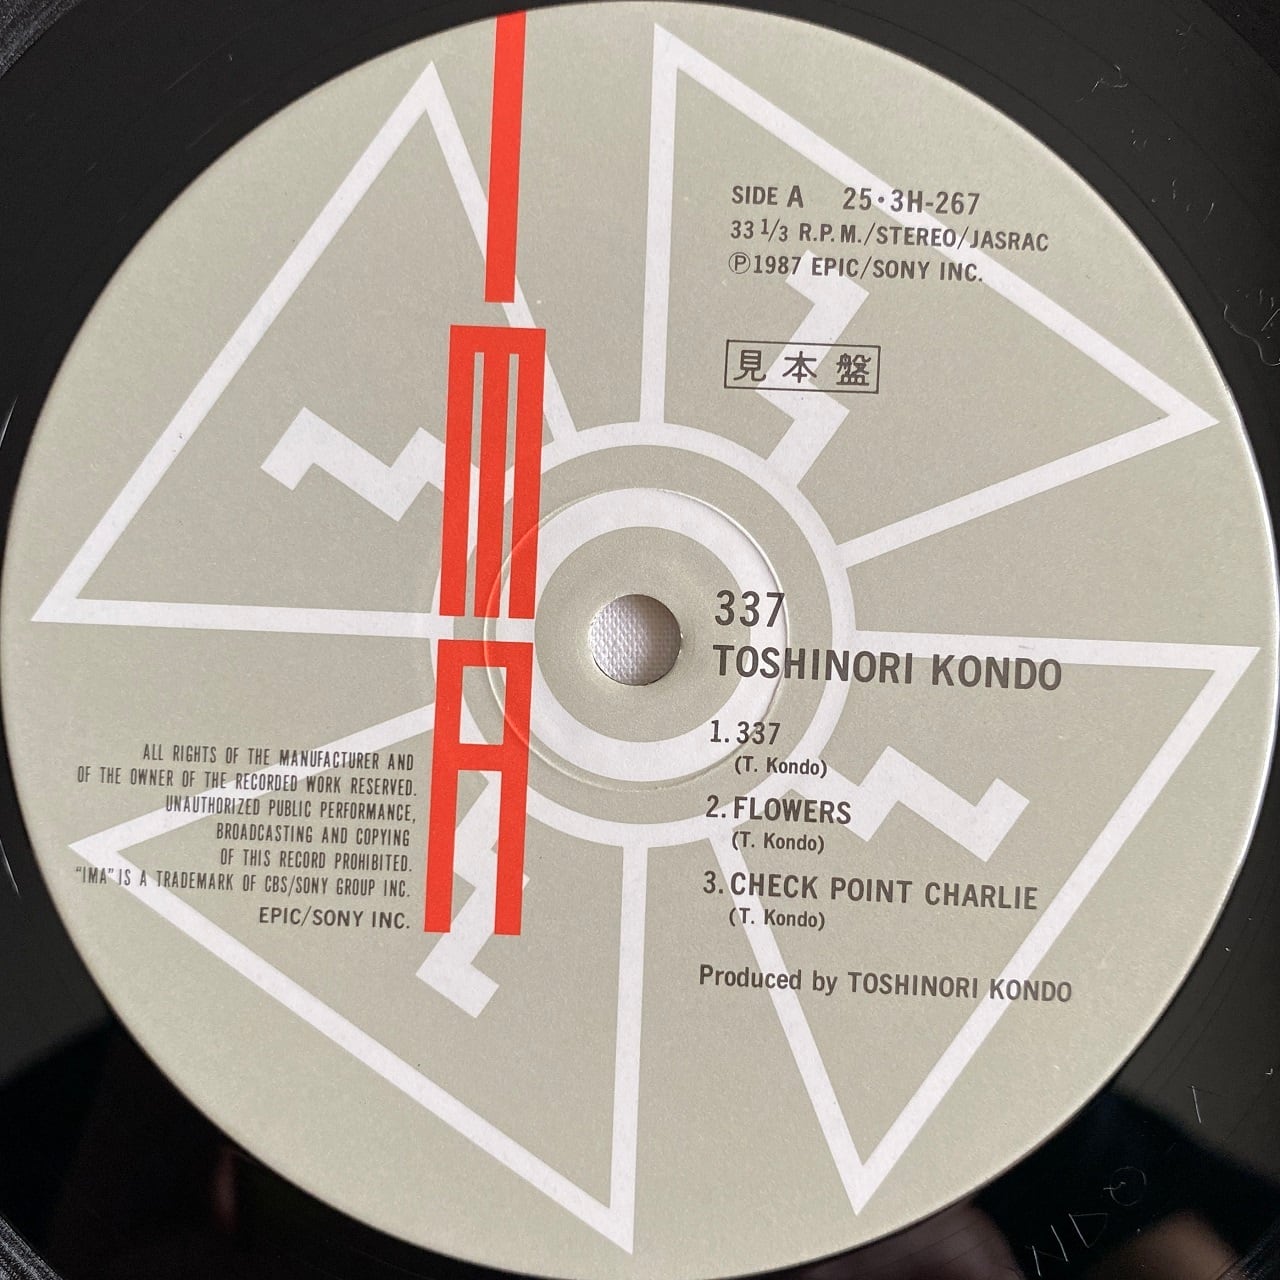 SIDE A 25・3H-267
33 1/3 R.P.M./STEREO/JASRAC
Ⓟ1987 EPIC/SONY INC.
見本盤
IMA
337
TOSHINORI KONDO
1. 337
(T. Kondo)
2. FLOWERS
(T. Kondo)
3. CHECK POINT CHARLIE
(T. Kondo)
Produced by TOSHINORI KONDO
ALL RIGHTS OF THE MANUFACTURER AND
OF THE OWNER OF THE RECORDED WORK RESERVED.
UNAUTHORIZED PUBLIC PERFORMANCE,
BROADCASTING AND COPYING
OF THIS RECORD PROHIBITED.
"IMA" IS A TRADEMARK OF CBS/SONY GROUP INC.
EPIC/SONY INC.
NDO